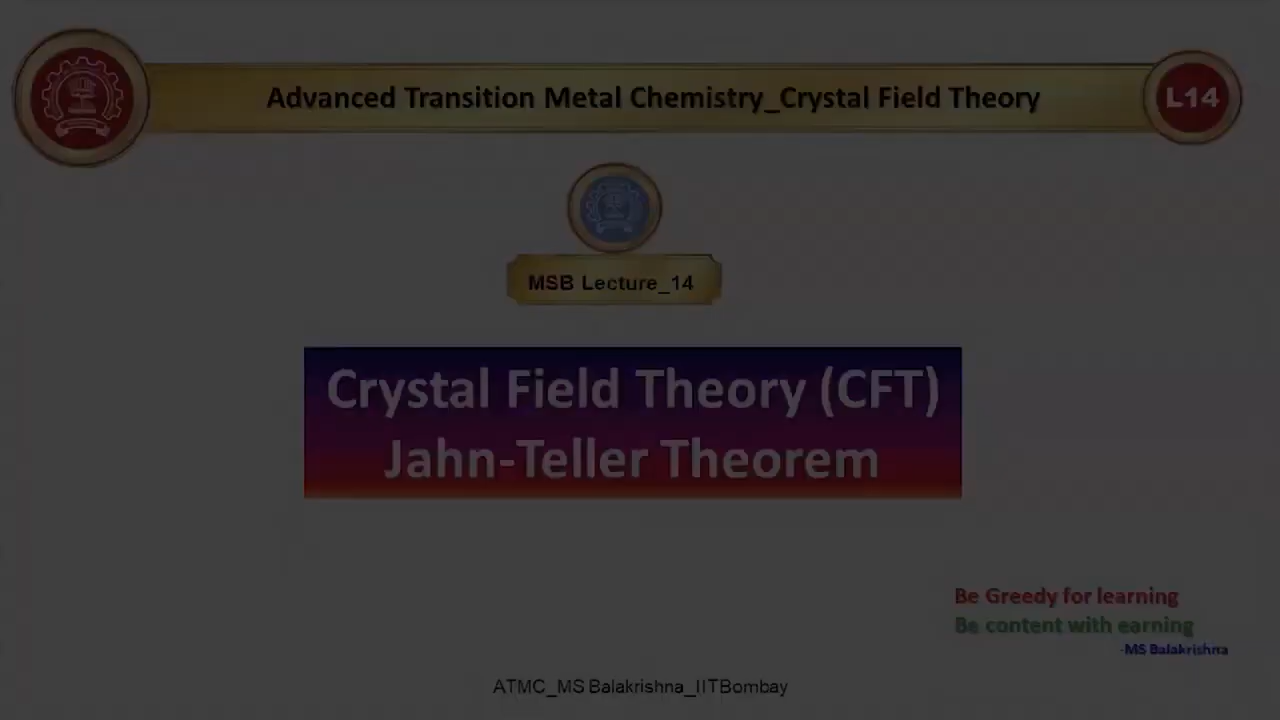 Advanced Transition Metal Chemistry_Crystal Field Theory
L14
MSB Lecture_14
Crystal Field Theory (CFT)
Jahn-Teller Theorem
Be Greedy for learning
Be content with earning
-MS Balakrishna
ATMC_MS Balakrishna_IITBombay